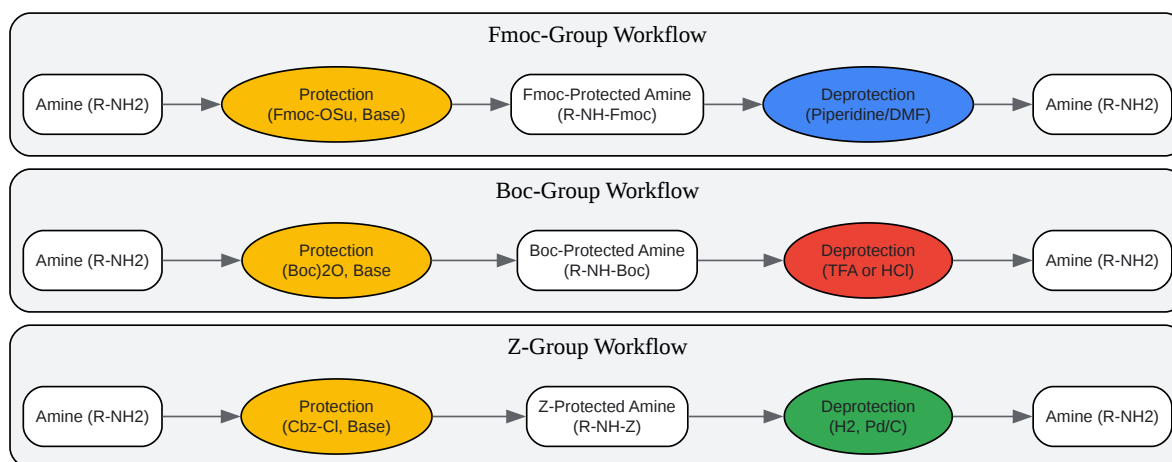 Fmoc-Group Workflow
Amine (R-NH2)
Protection
(Fmoc-OSu, Base)
Fmoc-Protected Amine
(R-NH-Fmoc)
Deprotection
(Piperidine/DMF)
Amine (R-NH2)
Boc-Group Workflow
Amine (R-NH2)
Protection
(Boc)2O, Base
Boc-Protected Amine
(R-NH-Boc)
Deprotection
(TFA or HCl)
Amine (R-NH2)
Z-Group Workflow
Amine (R-NH2)
Protection
(Cbz-Cl, Base)
Z-Protected Amine
(R-NH-Z)
Deprotection
(H2, Pd/C)
Amine (R-NH2)